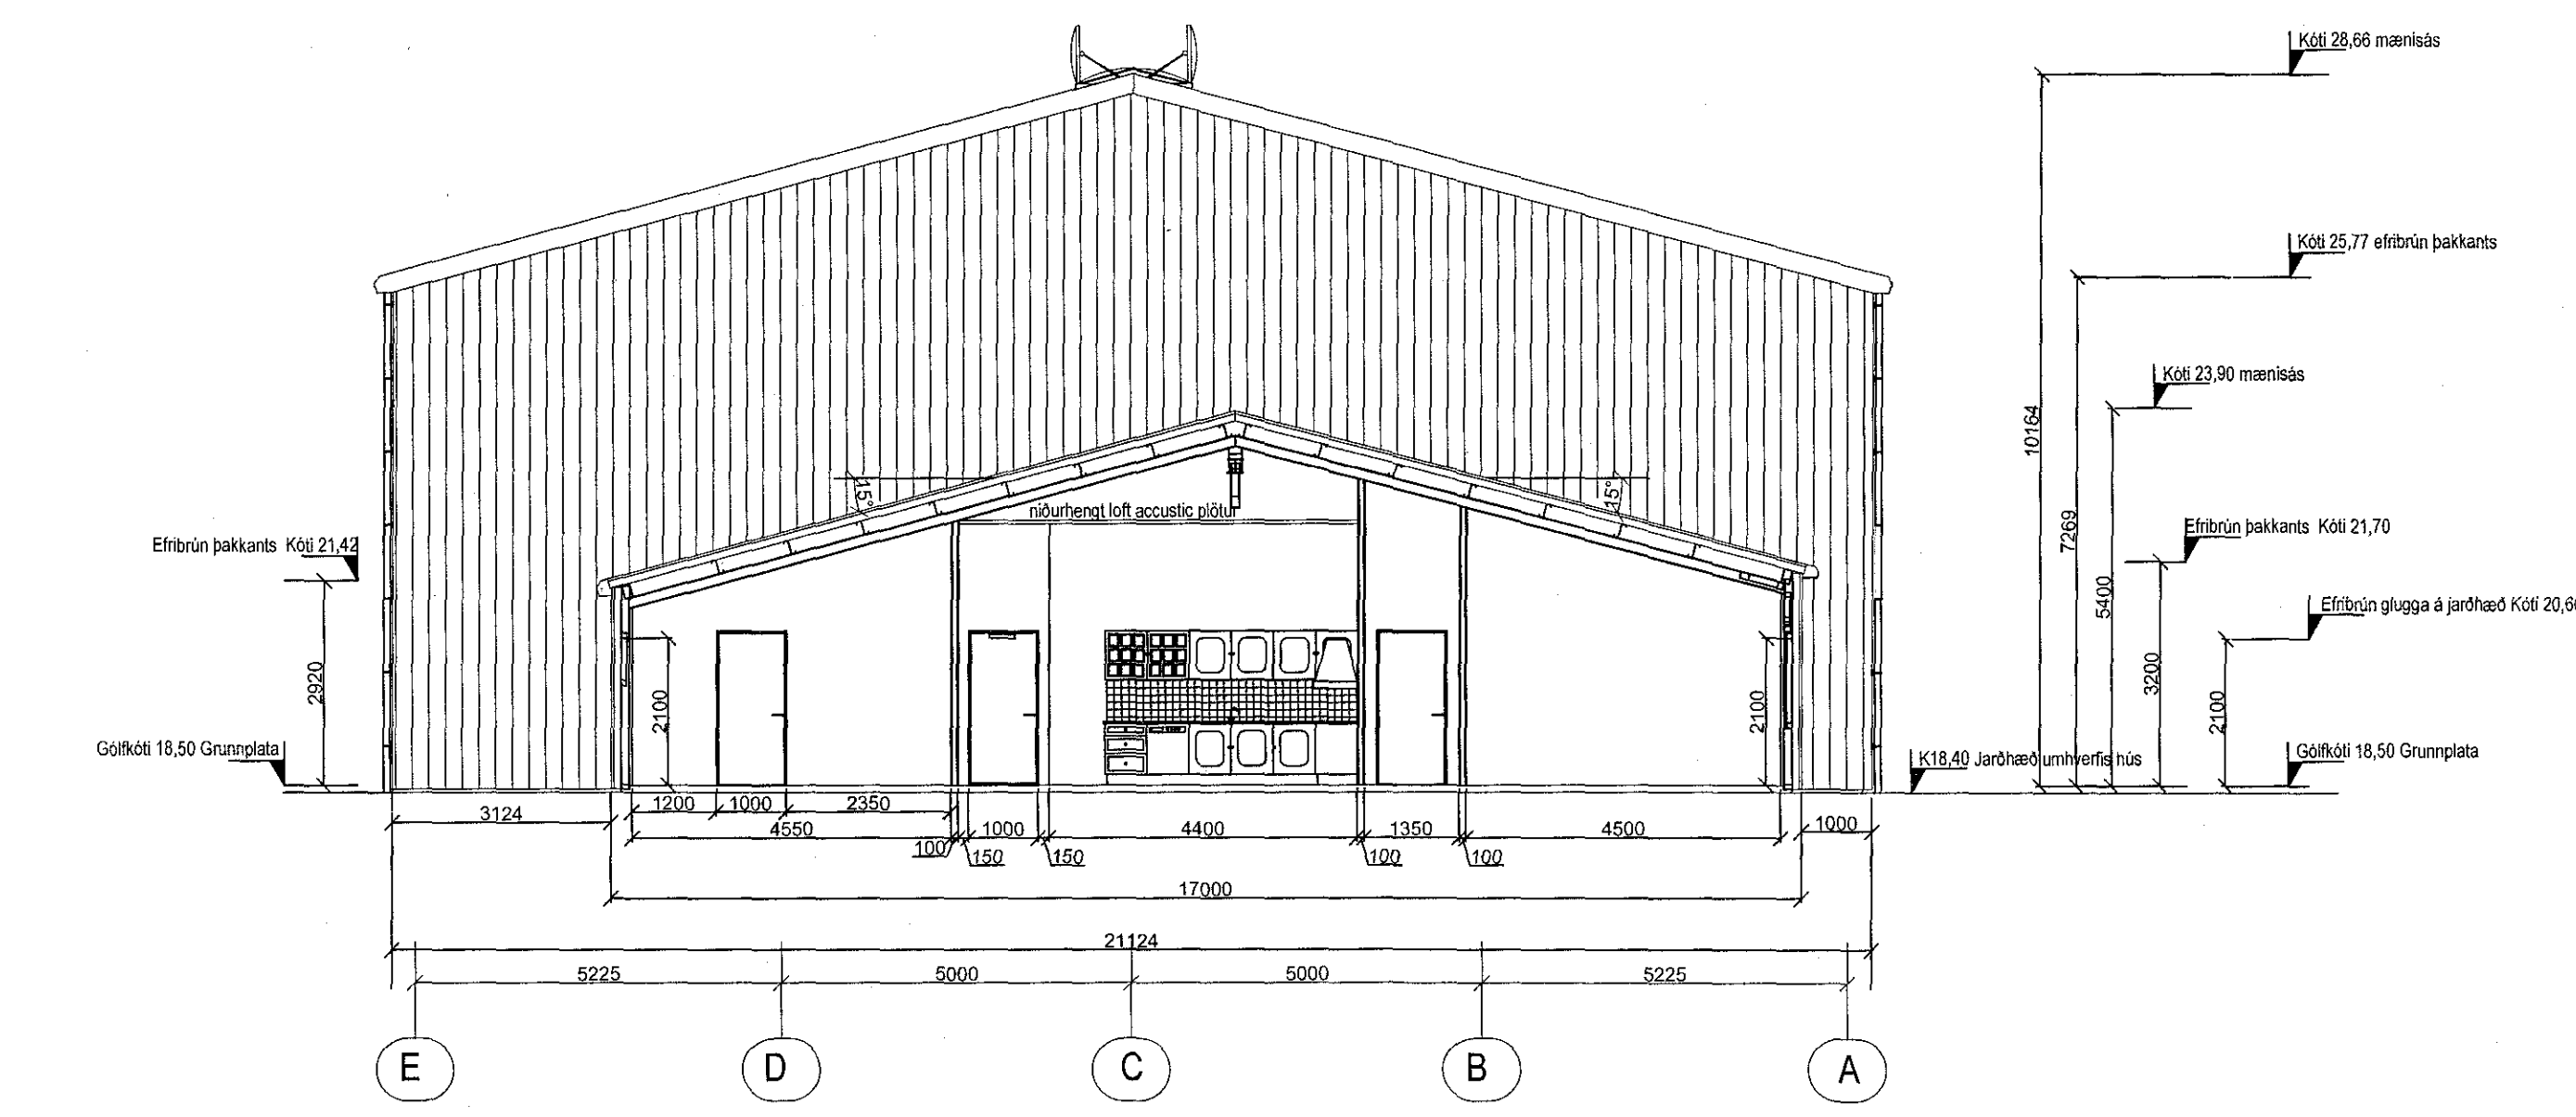 Kóti 28,66 mænisás
Kóti 25,77 efribrún þakkants
Kóti 23,90 mænisás
10164
7269
5400
15°
15°
niðurhengt loft accustic plötur
Efribrún þakkants Kóti 21,42
Efribrún þakkants Kóti 21,70
Efribrún glugga á jarðhæð Kóti
2920
2100
2100
3200
2100
Gólfkóti 18,50 Grunnplata
K18,40 Jarðhæð umhverfis hús
Gólfkóti 18,50 Grunnplata
3124
1200
1000
2350
4550
100
150
1000
150
4400
100
1350
100
4500
1000
17000
21124
5225
5000
5000
5225
E
D
C
B
A